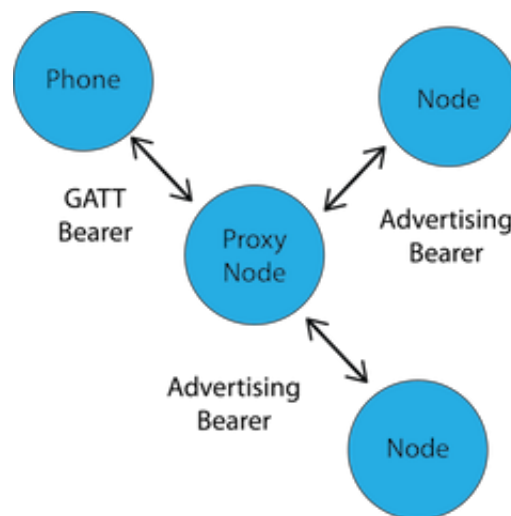 Phone
Node
GATT
Bearer
Proxy
Node
Advertising
Bearer
Advertising
Bearer
Node